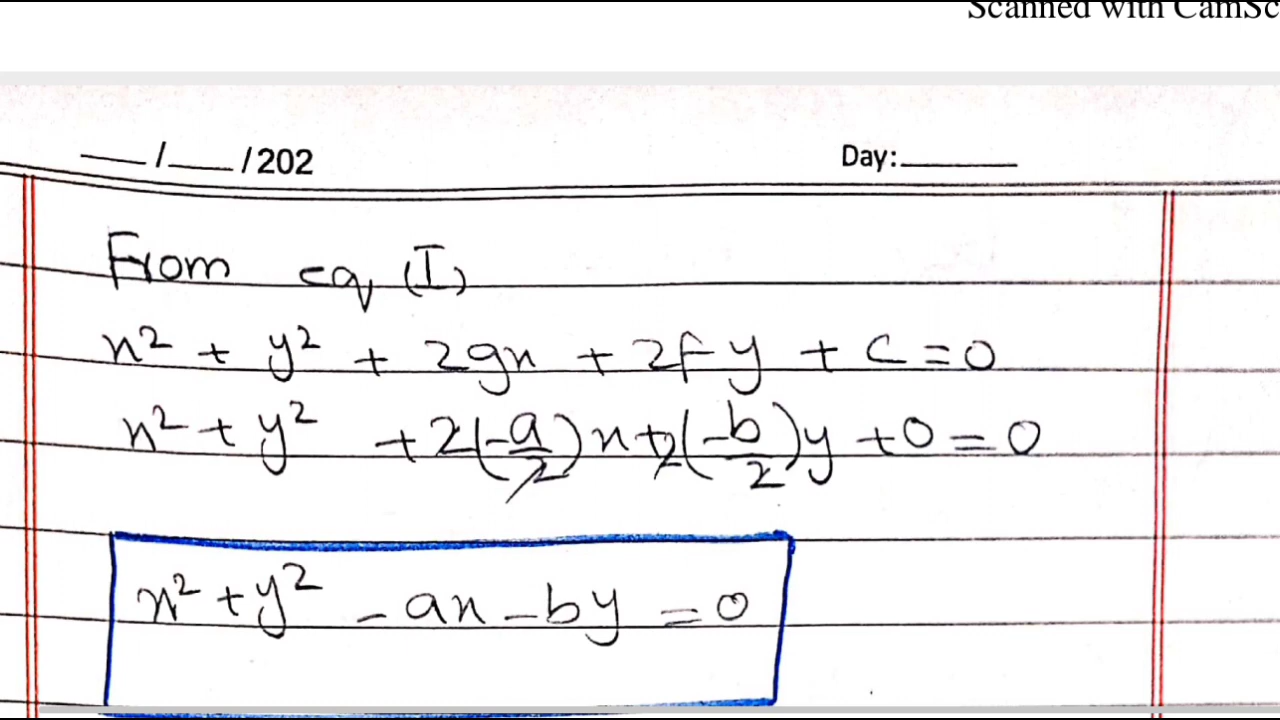 Scanned with CamSc
__/__/202 Day:______
From eq (I)
x² + y² + 2gx + 2fy + c = 0
x² + y² + 2(-a/2)x + 2(-b/2)y + 0 = 0
x² + y² - ax - by = 0